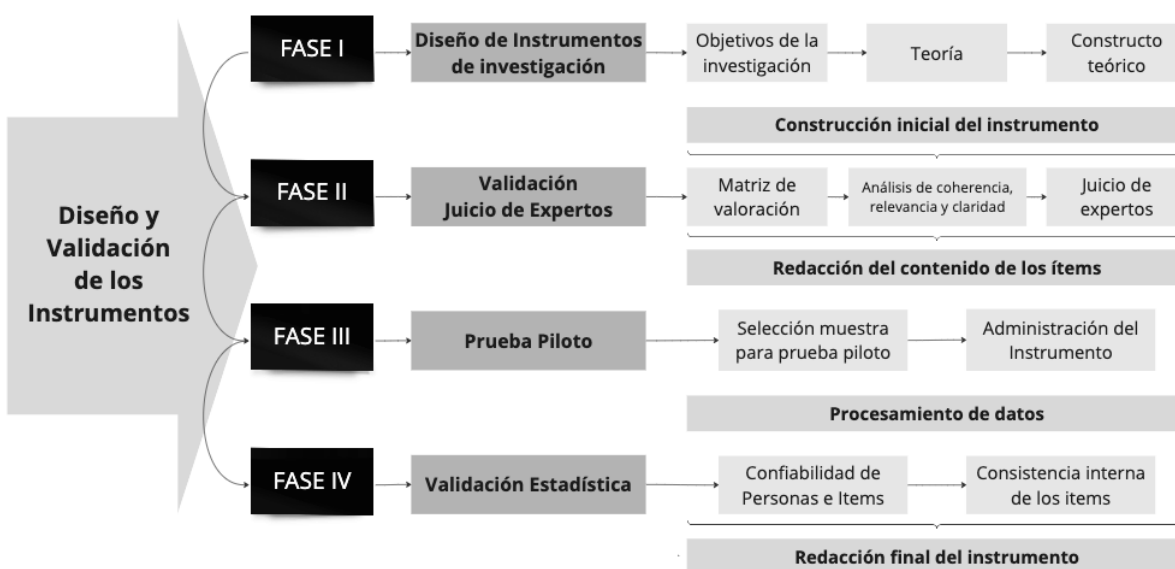 Diseño y
Validación
de los
Instrumentos
FASE I
Diseño de Instrumentos
de investigación
Objetivos de la
investigación
Teoría
Constructo
teórico
Construcción inicial del instrumento
FASE II
Validación
Juicio de Expertos
Matriz de
valoración
Análisis de coherencia,
relevancia y claridad
Juicio de
expertos
Redacción del contenido de los ítems
FASE III
Prueba Piloto
Selección muestra
para prueba piloto
Administración del
Instrumento
Procesamiento de datos
FASE IV
Validación Estadística
Confiabilidad de
Personas e Items
Consistencia interna
de los items
Redacción final del instrumento